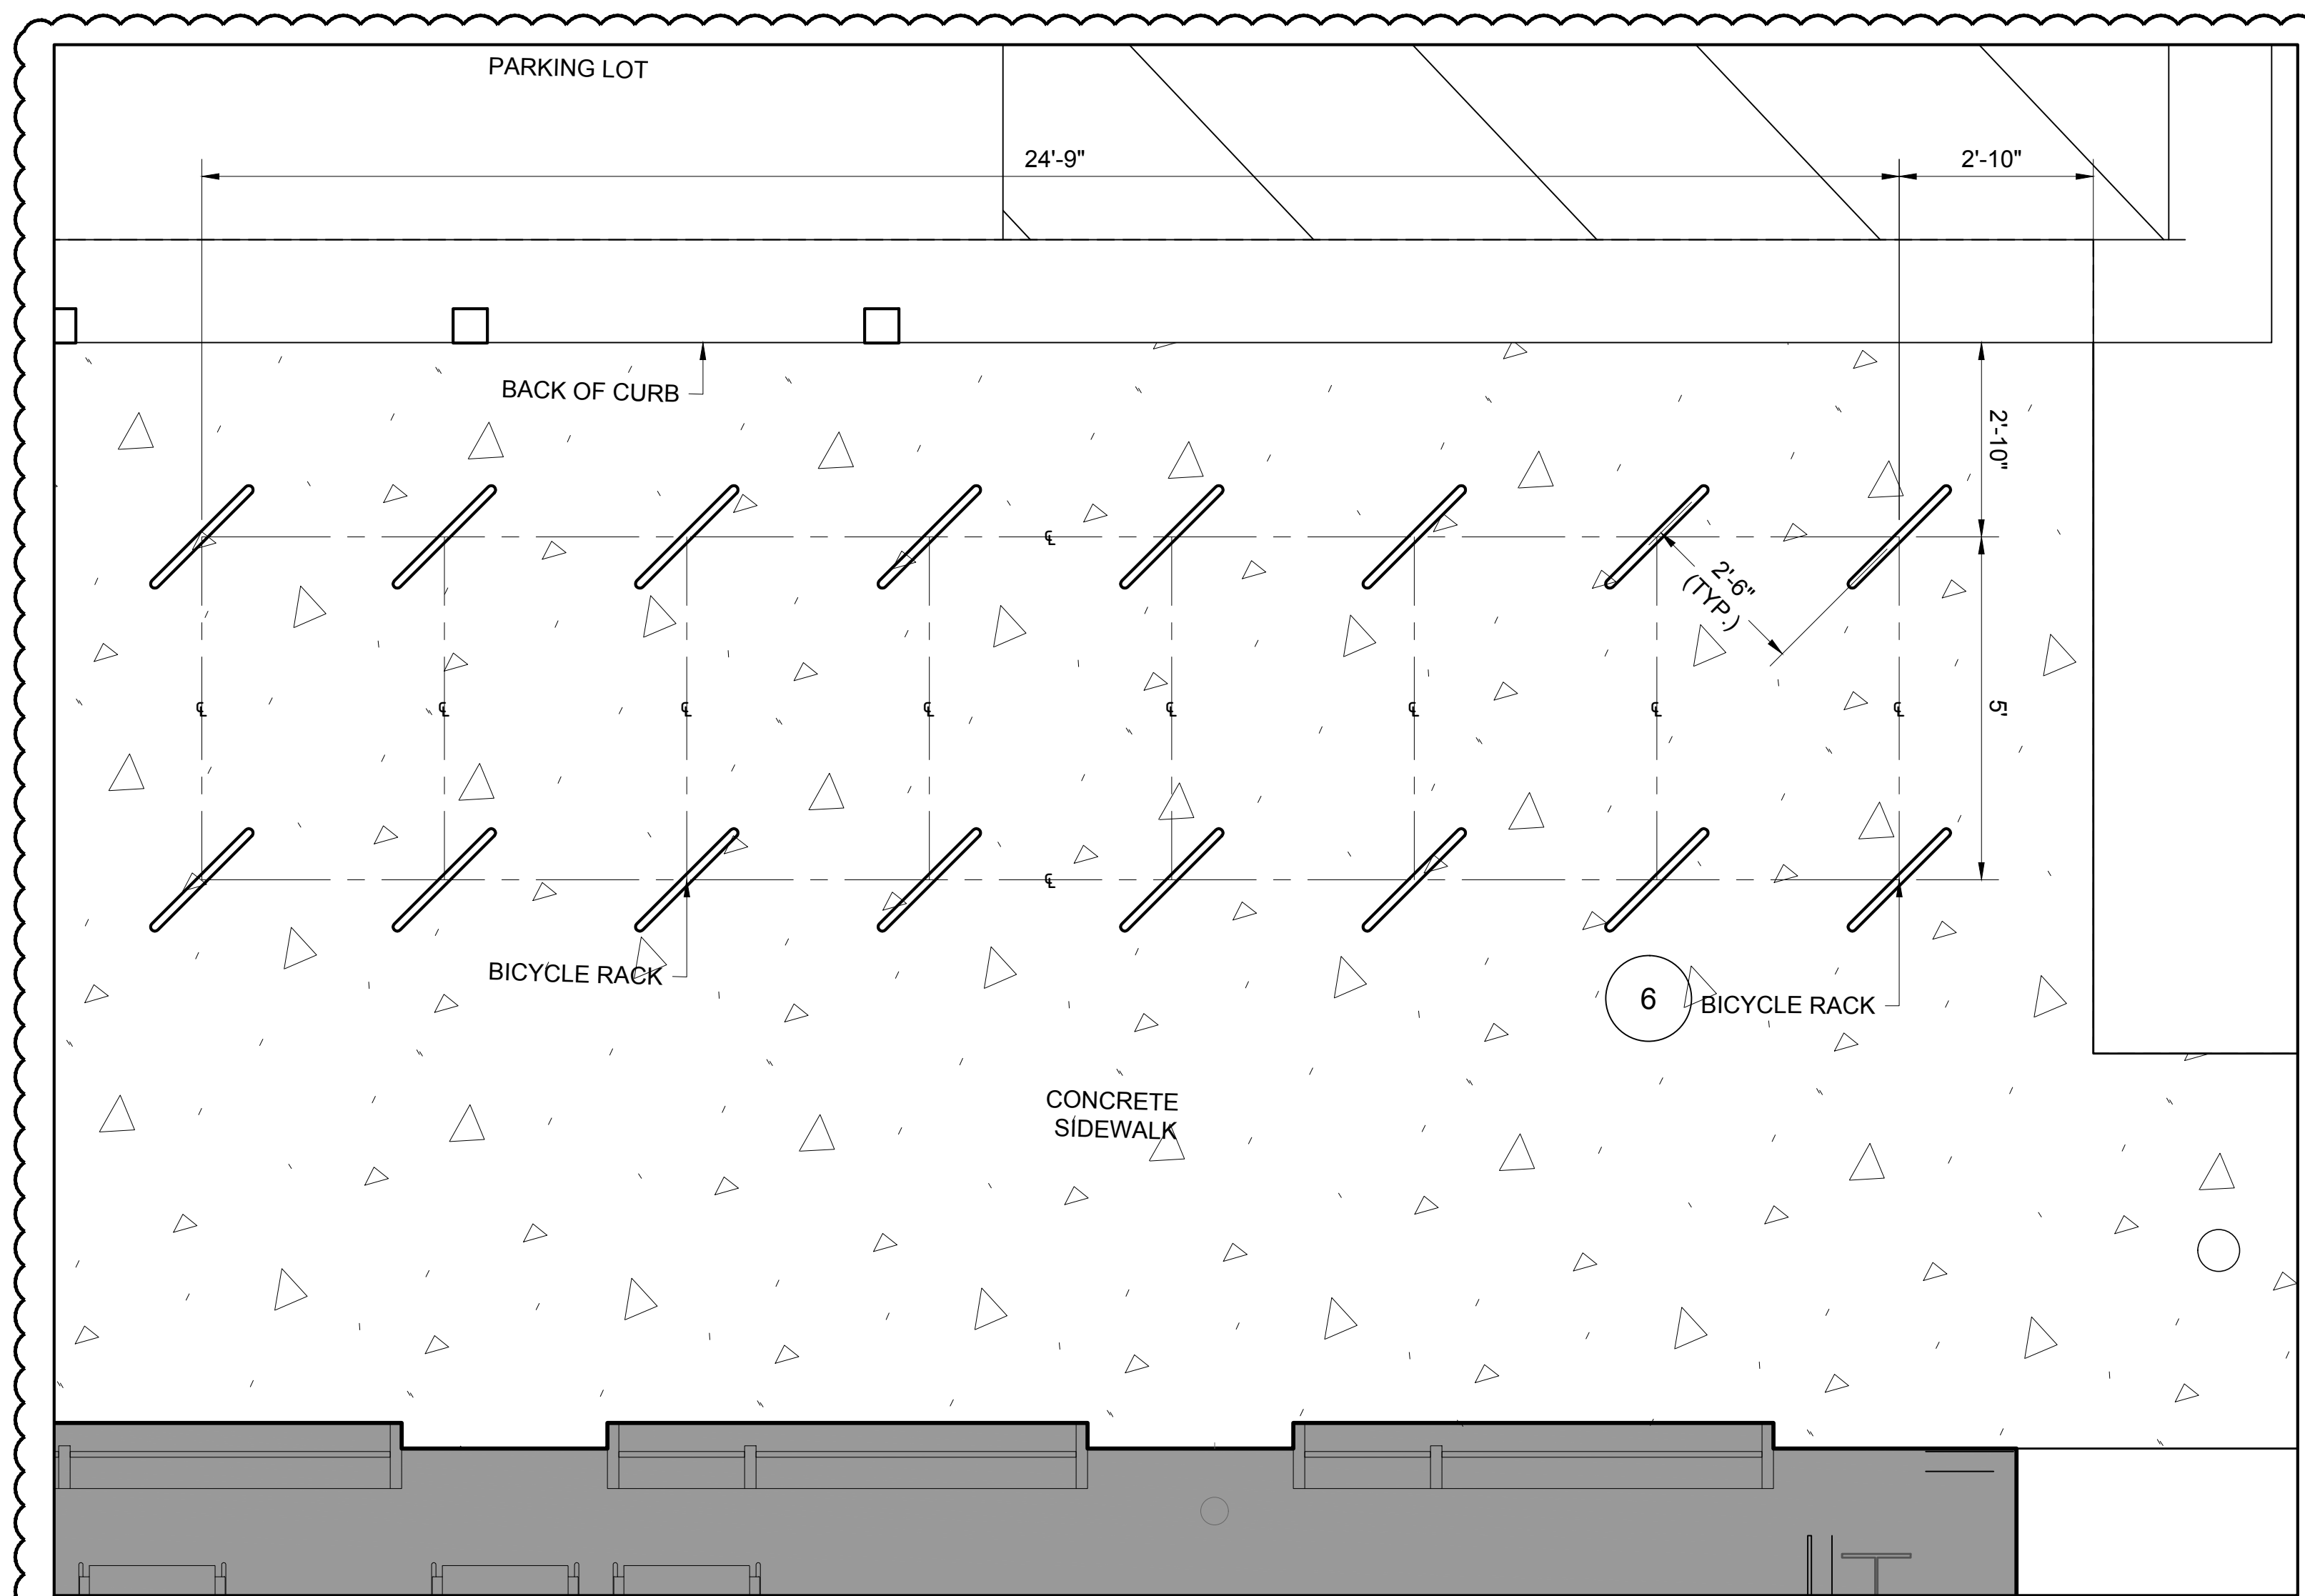 PARKING LOT
24'-9"
2'-10"
BACK OF CURB
2'-10"
℄
2'-6"
(TYP.)
℄
℄
℄
℄
℄
℄
℄
℄
5'
℄
BICYCLE RACK
6
BICYCLE RACK
CONCRETE
SIDEWALK